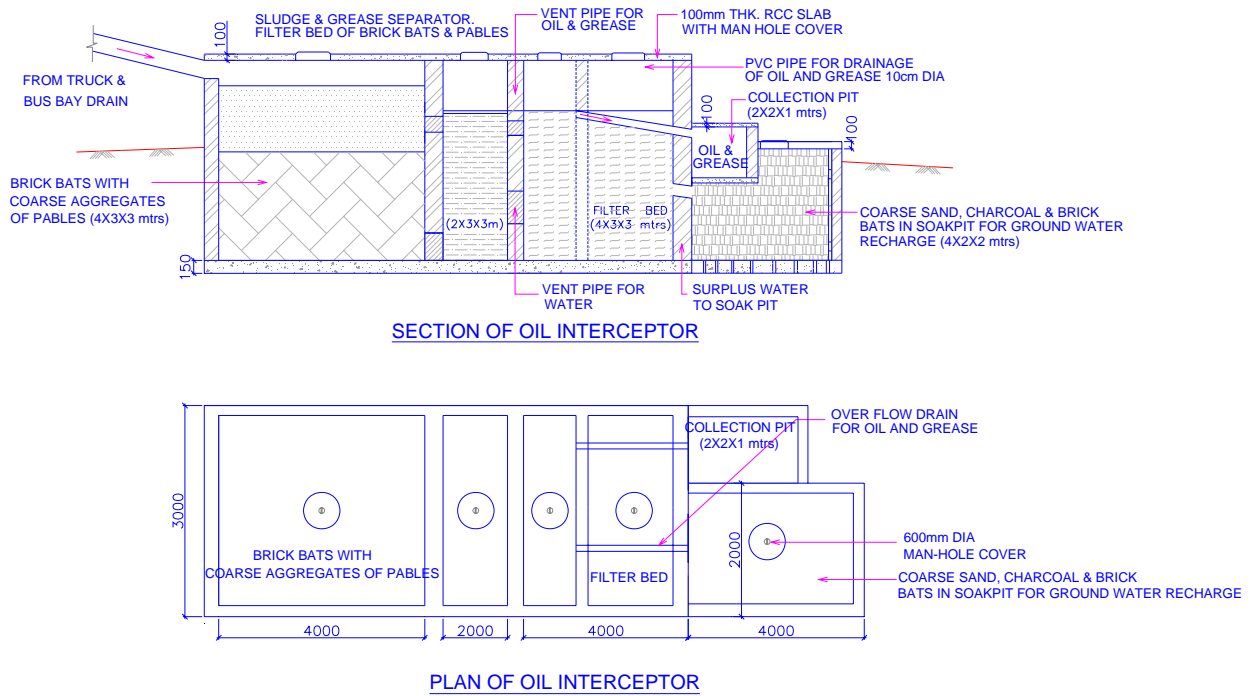 SLUDGE & GREASE SEPARATOR.
FILTER BED OF BRICK BATS & PABLES
VENT PIPE FOR
OIL & GREASE
100mm THK. RCC SLAB
WITH MAN HOLE COVER
100
FROM TRUCK &
BUS BAY DRAIN
PVC PIPE FOR DRAINAGE
OF OIL AND GREASE 10cm DIA
COLLECTION PIT
(2X2X1 mtrs)
100
100
OIL &
GREASE
BRICK BATS WITH
COARSE AGGREGATES
OF PABLES (4X3X3 mtrs)
(2X3X3m)
FILTER BED
(4X3X3 mtrs)
COARSE SAND, CHARCOAL & BRICK
BATS IN SOAKPIT FOR GROUND WATER
RECHARGE (4X2X2 mtrs)
150
VENT PIPE FOR
WATER
SURPLUS WATER
TO SOAK PIT
SECTION OF OIL INTERCEPTOR
OVER FLOW DRAIN
FOR OIL AND GREASE
COLLECTION PIT
(2X2X1 mtrs)
3000
2000
600mm DIA
MAN-HOLE COVER
BRICK BATS WITH
COARSE AGGREGATES OF PABLES
FILTER BED
COARSE SAND, CHARCOAL & BRICK
BATS IN SOAKPIT FOR GROUND WATER RECHARGE
4000
2000
4000
4000
PLAN OF OIL INTERCEPTOR